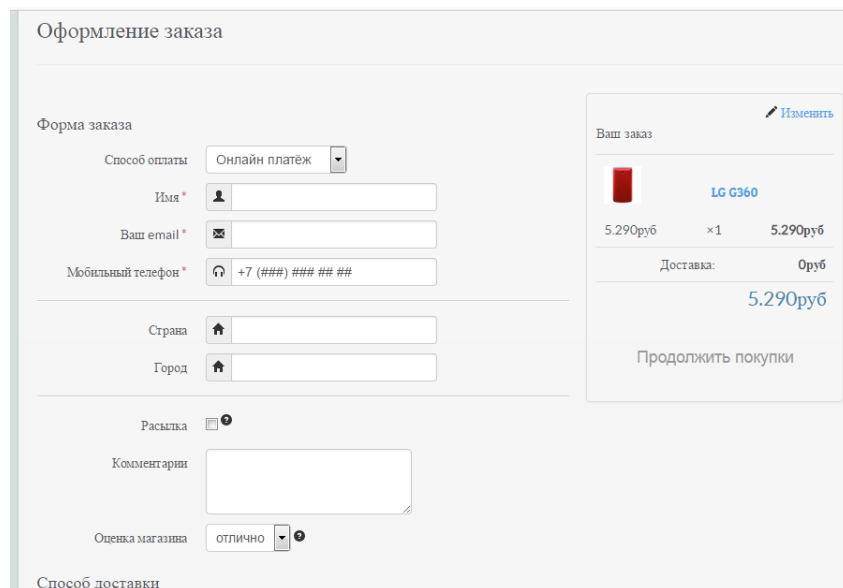 Оформление заказа
Форма заказа
Способ оплаты Онлайн платёж
Имя *
Ваш email *
Мобильный телефон * +7 (###) ### ## ##
Страна
Город
Расылка
Комментарии
Оценка магазина отлично
Способ доставки
Изменить
Ваш заказ
LG G360
5.290руб ×1 5.290руб
Доставка: 0руб
5.290руб
Продолжить покупки